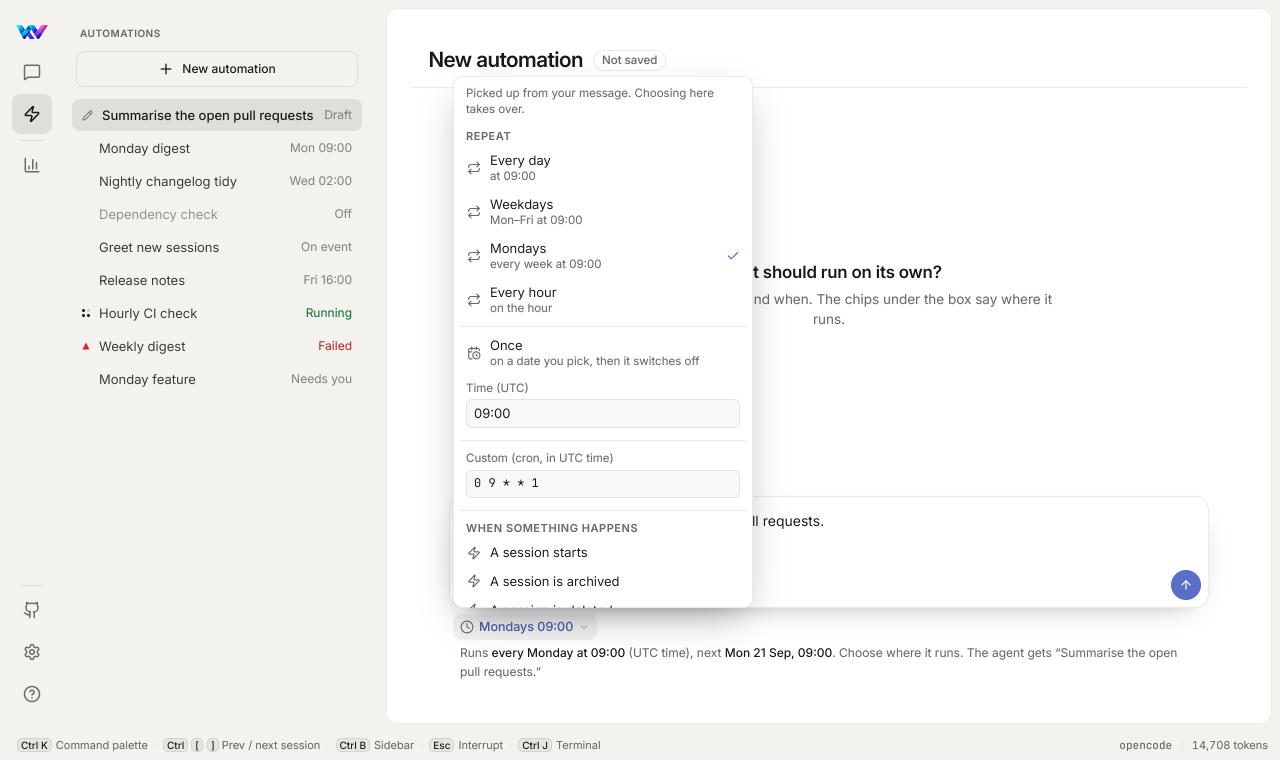 AUTOMATIONS
New automation
Summarise the open pull requests Draft
Monday digest Mon 09:00
Nightly changelog tidy Wed 02:00
Dependency check Off
Greet new sessions On event
Release notes Fri 16:00
Hourly CI check Running
Weekly digest Failed
Monday feature Needs you
New automation Not saved
Picked up from your message. Choosing here
takes over.
REPEAT
Every day
at 09:00
Weekdays
Mon–Fri at 09:00
Mondays
every week at 09:00
Every hour
on the hour
Once
on a date you pick, then it switches off
Time (UTC)
09:00
Custom (cron, in UTC time)
0 9 * * 1
WHEN SOMETHING HAPPENS
A session starts
A session is archived
should run on its own?
when. The chips under the box say where it
runs.
requests.
Mondays 09:00
Runs every Monday at 09:00 (UTC time), next Mon 21 Sep, 09:00. Choose where it runs. The agent gets “Summarise the open
pull requests.”
Ctrl K Command palette Ctrl [ ] Prev / next session Ctrl B Sidebar Esc Interrupt Ctrl J Terminal
opencode 14,708 tokens